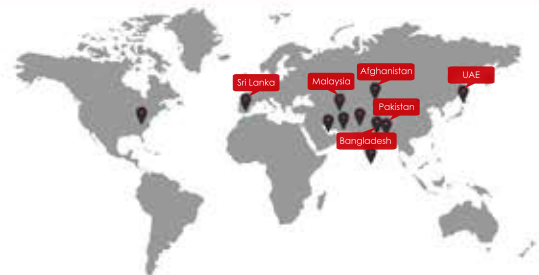 Afghanistan
UAE
Sri Lanka
Malaysia
Pakistan
Bangladesh